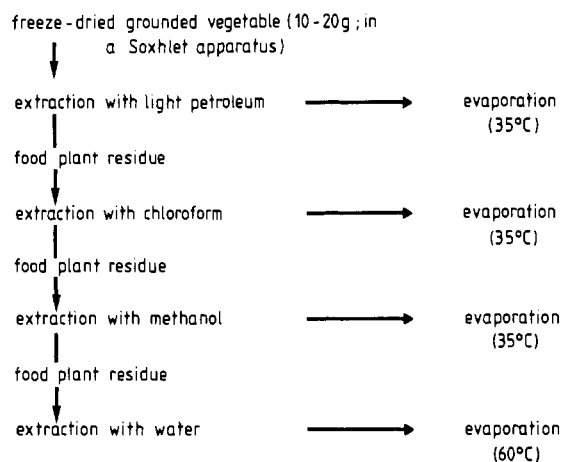 freeze-dried grounded vegetable (10-20g; in
a Soxhlet apparatus)
extraction with light petroleum
evaporation
(35°C)
food plant residue
extraction with chloroform
evaporation
(35°C)
food plant residue
extraction with methanol
evaporation
(35°C)
food plant residue
extraction with water
evaporation
(60°C)